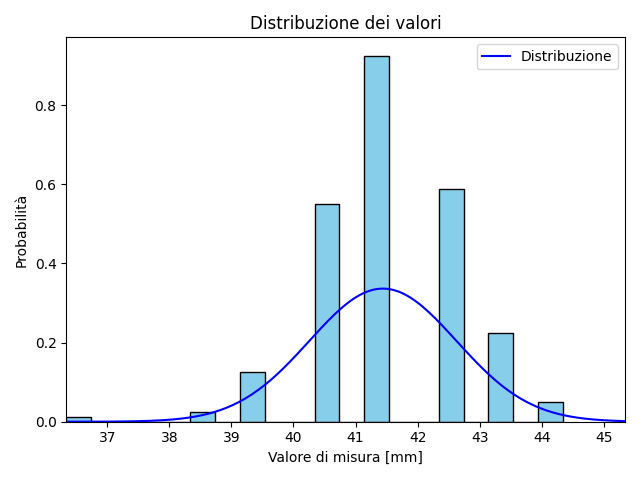 Distribuzione dei valori
Distribuzione
Probabilità
0.8
0.6
0.4
0.2
0.0
37 38 39 40 41 42 43 44 45
Valore di misura [mm]